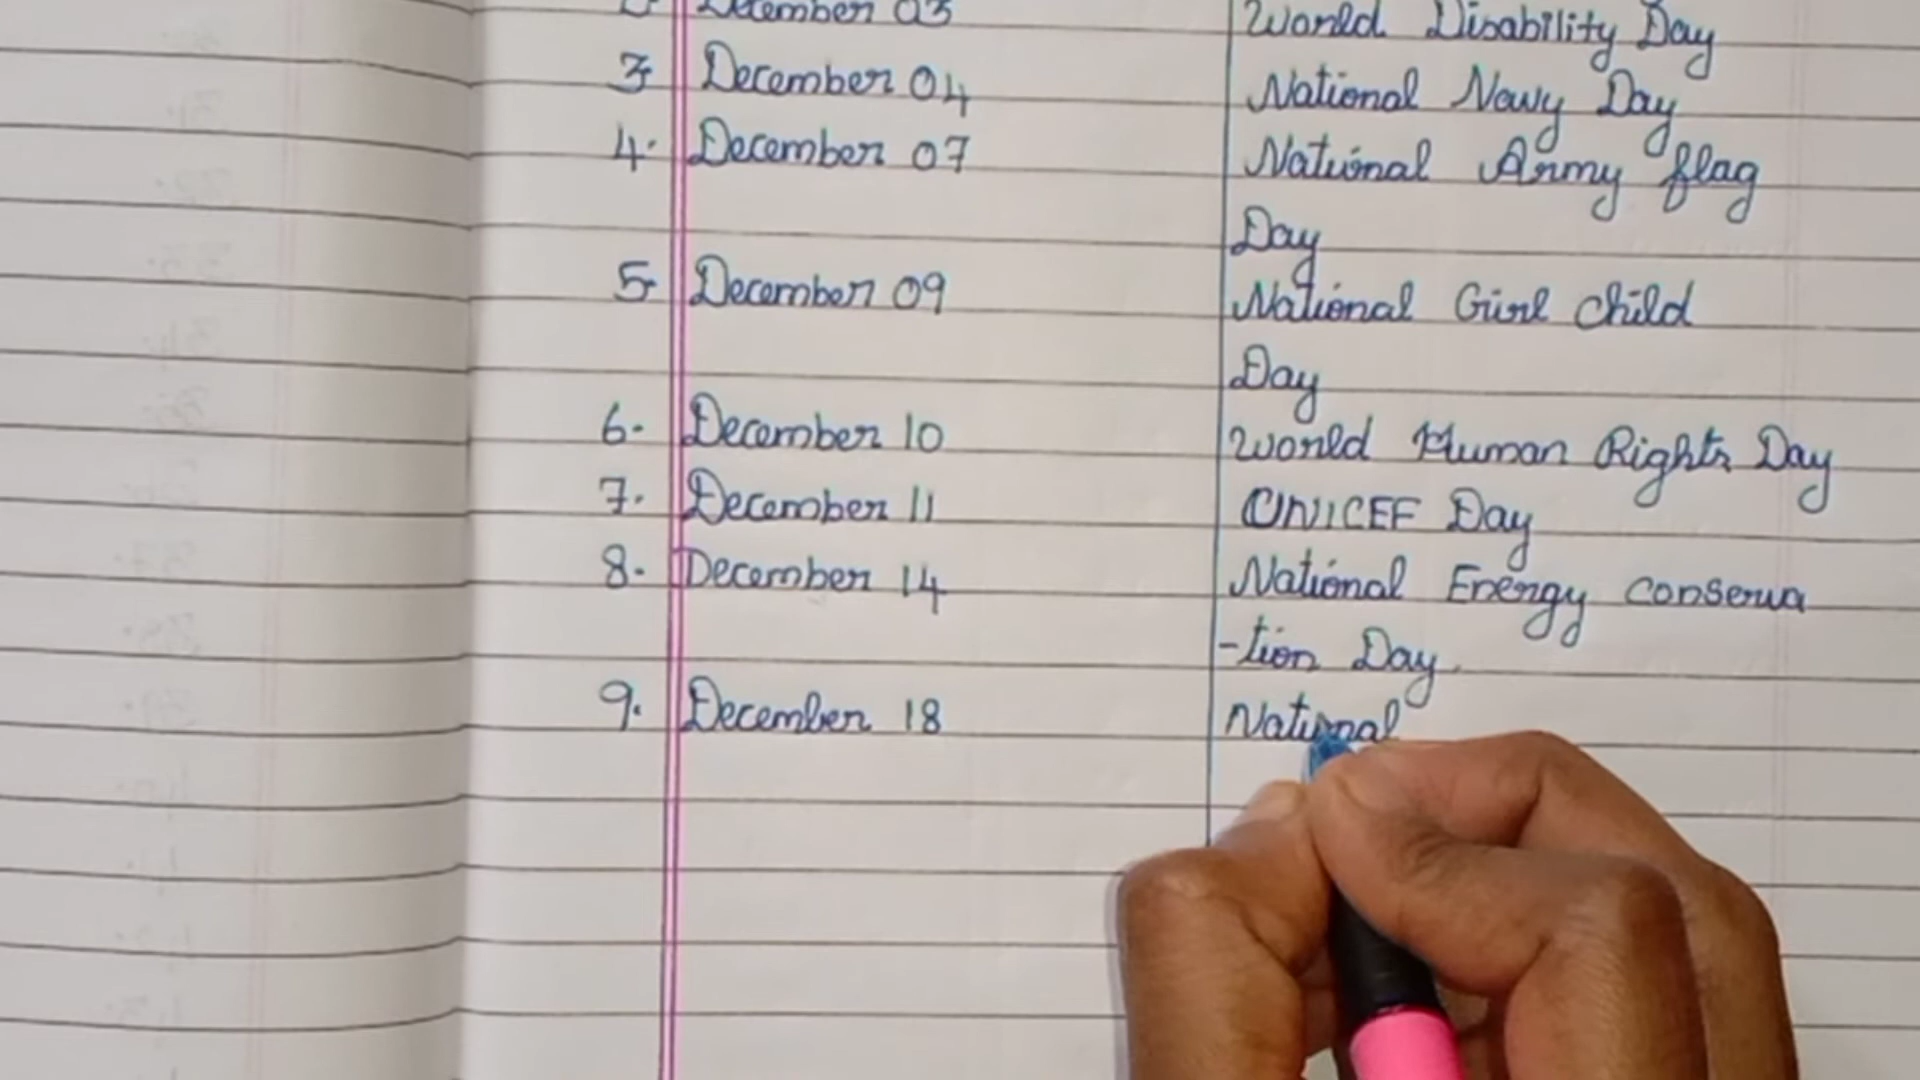 December 03 World Disability Day
3. December 04 National Navy Day
4. December 07 National Army flag
Day
5. December 09 National Girl Child
Day
6. December 10 World Human Rights Day
7. December 11 UNICEF Day
8. December 14 National Energy conserva
-tion Day.
9. December 18 National